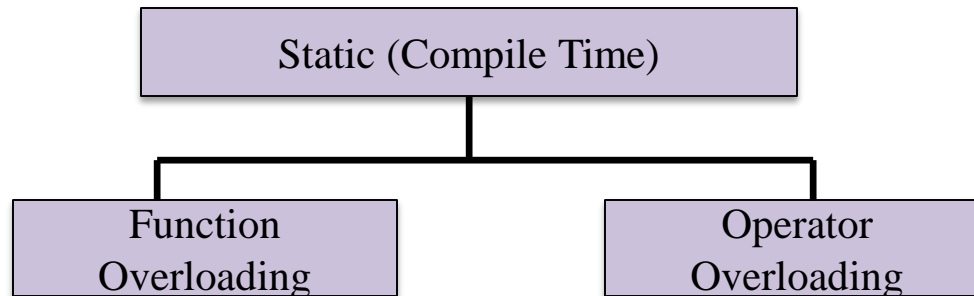 Static (Compile Time)
Function
Overloading
Operator
Overloading